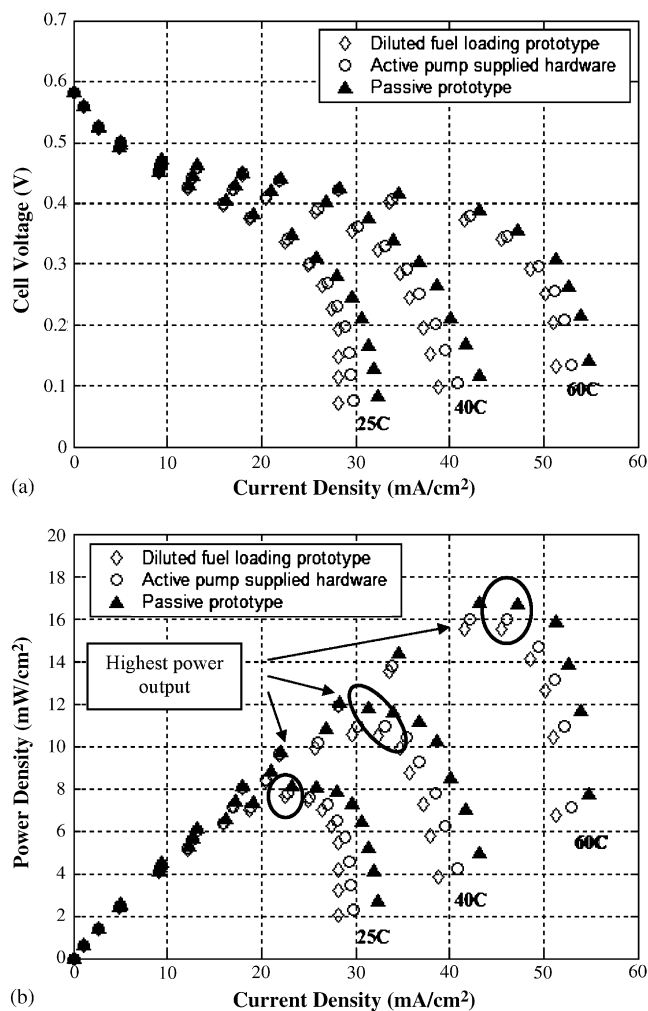 0.7
Diluted fuel loading prototype
Active pump supplied hardware
Passive prototype
0.6
0.5
0.4
0.3
0.2
0.1
0
Cell Voltage (V)
25C
40C
60C
0 10 20 30 40 50 60
(a)
Current Density (mA/cm²)
20
Diluted fuel loading prototype
Active pump supplied hardware
Passive prototype
18
16
14
12
10
8
6
4
2
0
Power Density (mW/cm²)
Highest power
output
60C
40C
25C
0 10 20 30 40 50 60
(b)
Current Density (mA/cm²)